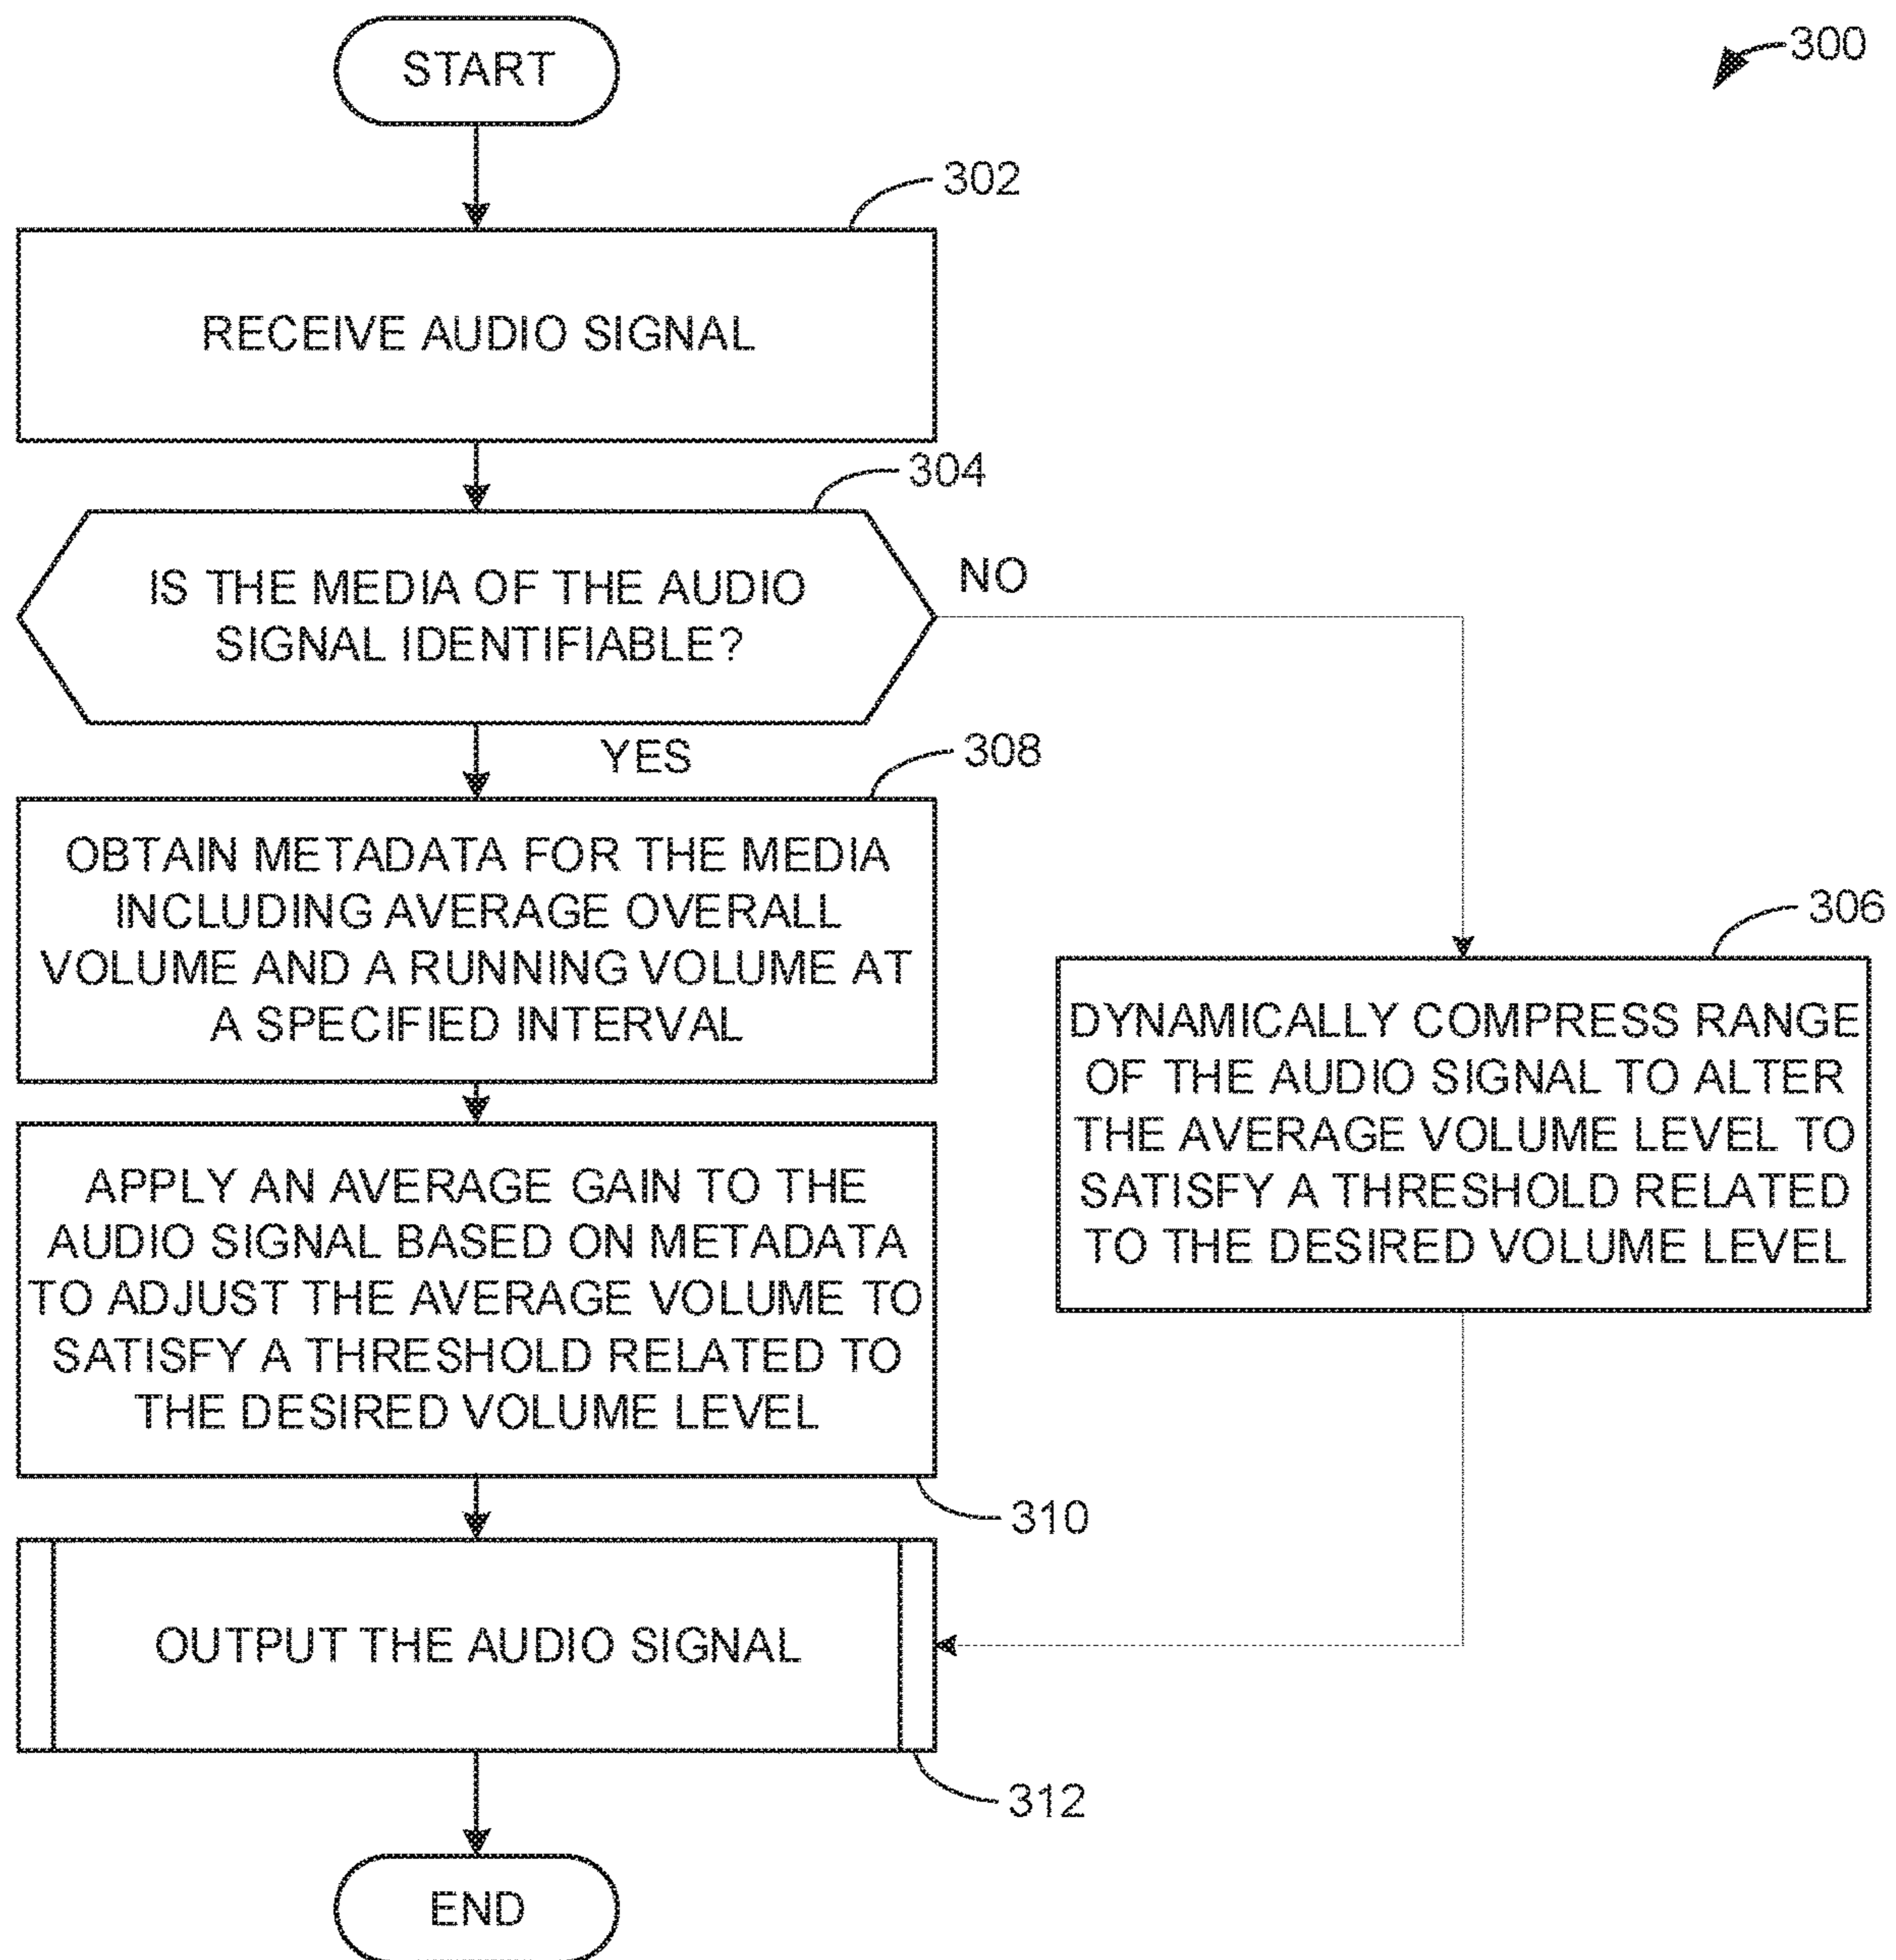 START
300
302
RECEIVE AUDIO SIGNAL
304
IS THE MEDIA OF THE AUDIO
SIGNAL IDENTIFIABLE?
NO
YES
308
OBTAIN METADATA FOR THE MEDIA
INCLUDING AVERAGE OVERALL
VOLUME AND A RUNNING VOLUME AT
A SPECIFIED INTERVAL
306
DYNAMICALLY COMPRESS RANGE
OF THE AUDIO SIGNAL TO ALTER
THE AVERAGE VOLUME LEVEL TO
SATISFY A THRESHOLD RELATED
TO THE DESIRED VOLUME LEVEL
APPLY AN AVERAGE GAIN TO THE
AUDIO SIGNAL BASED ON METADATA
TO ADJUST THE AVERAGE VOLUME TO
SATISFY A THRESHOLD RELATED TO
THE DESIRED VOLUME LEVEL
310
OUTPUT THE AUDIO SIGNAL
312
END